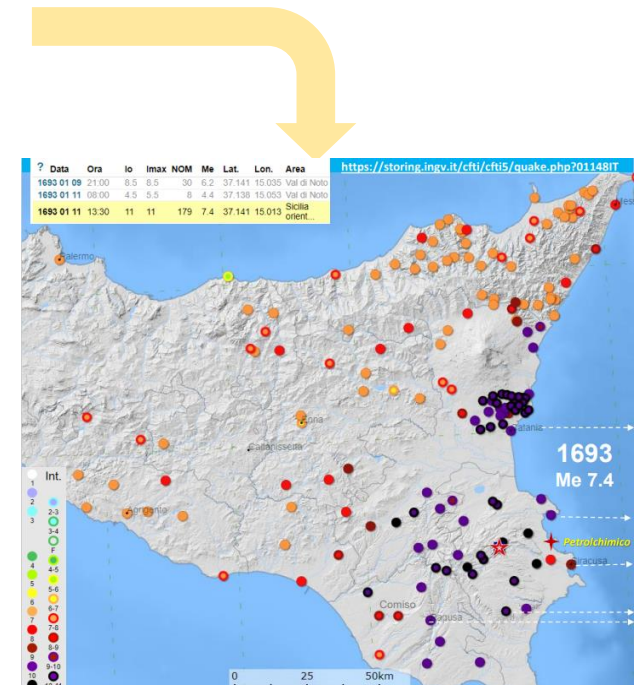 ? Data Ora Io Imax NOM Me Lat. Lon. Area
1693 01 09 21:00 8.5 8.5 30 6.2 37.141 15.035 Val di Noto
1693 01 11 08:00 4.5 5.5 8 4.4 37.138 15.053 Val di Noto
1693 01 11 13:30 11 11 179 7.4 37.141 15.013 Sicilia orient...
https://storing.ingv.it/cfti/cfti5/quake.php?01148IT
Palermo
Catania
Caltanissetta
1693
Me 7.4
Petrolchimico
Siracusa
Comiso
Ragusa
Agrigento
Int.
1
2
2-3
3
3-4
F
4
4-5
5
5-6
6
6-7
7
7-8
8
8-9
9
9-10
10
0 25 50km